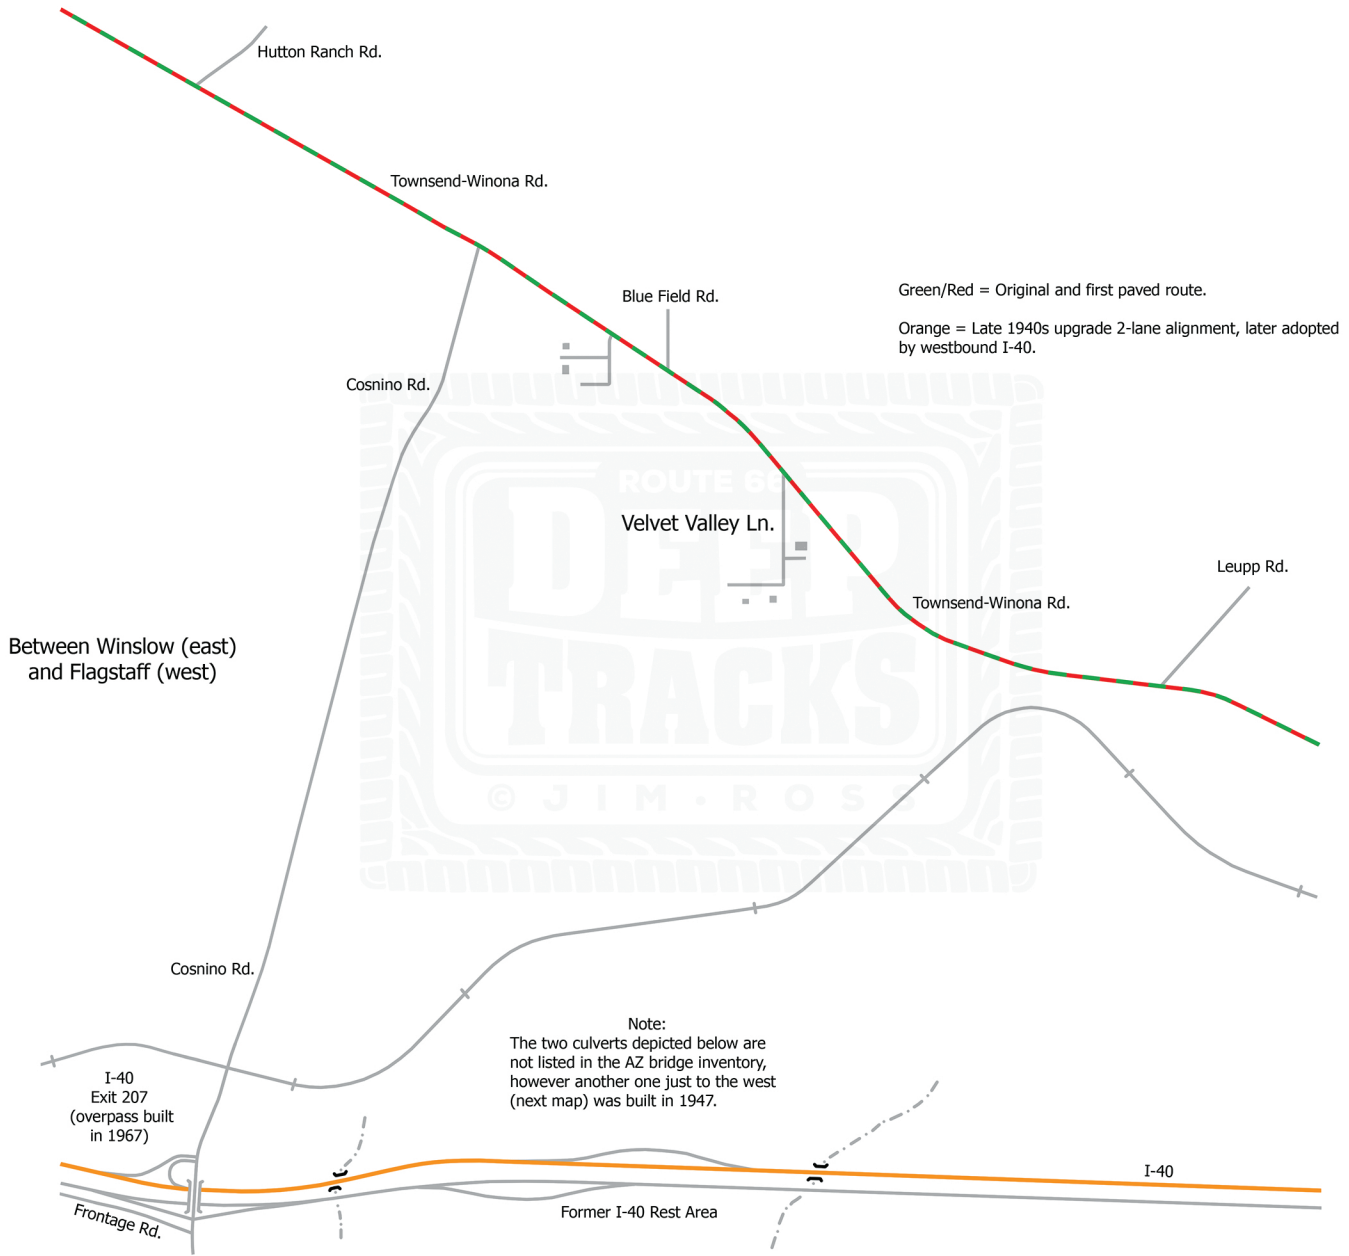 Hutton Ranch Rd.
Townsend-Winona Rd.
Blue Field Rd.
Green/Red = Original and first paved route.
Orange = Late 1940s upgrade 2-lane alignment, later adopted
by westbound I-40.
Cosnino Rd.
ROUTE 66
Velvet Valley Ln.
DEEP
TRACKS
© JIM • ROSS
Leupp Rd.
Townsend-Winona Rd.
Between Winslow (east)
and Flagstaff (west)
Cosnino Rd.
Note:
The two culverts depicted below are
not listed in the AZ bridge inventory,
however another one just to the west
(next map) was built in 1947.
I-40
Exit 207
(overpass built
in 1967)
I-40
Frontage Rd.
Former I-40 Rest Area